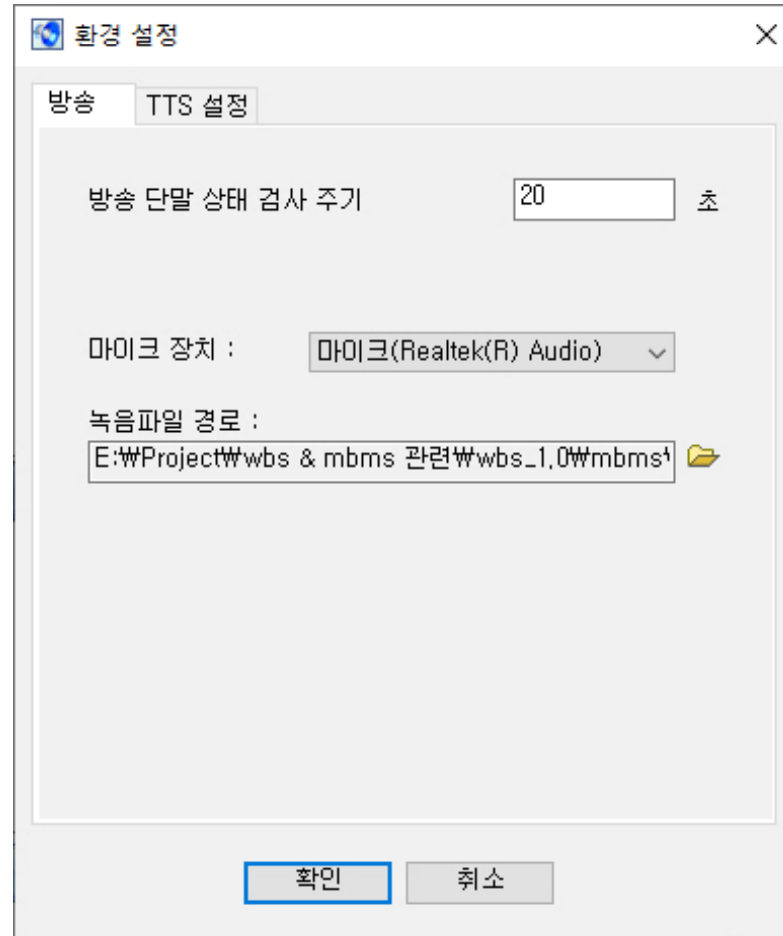 환경 설정
방송 TTS 설정
방송 단말 상태 검사 주기 20 초
마이크 장치 : 마이크(Realtek(R) Audio)
녹음파일 경로 :
E:₩Project₩wbs & mbms 관련₩wbs_1.0₩mbms₩
확인 취소